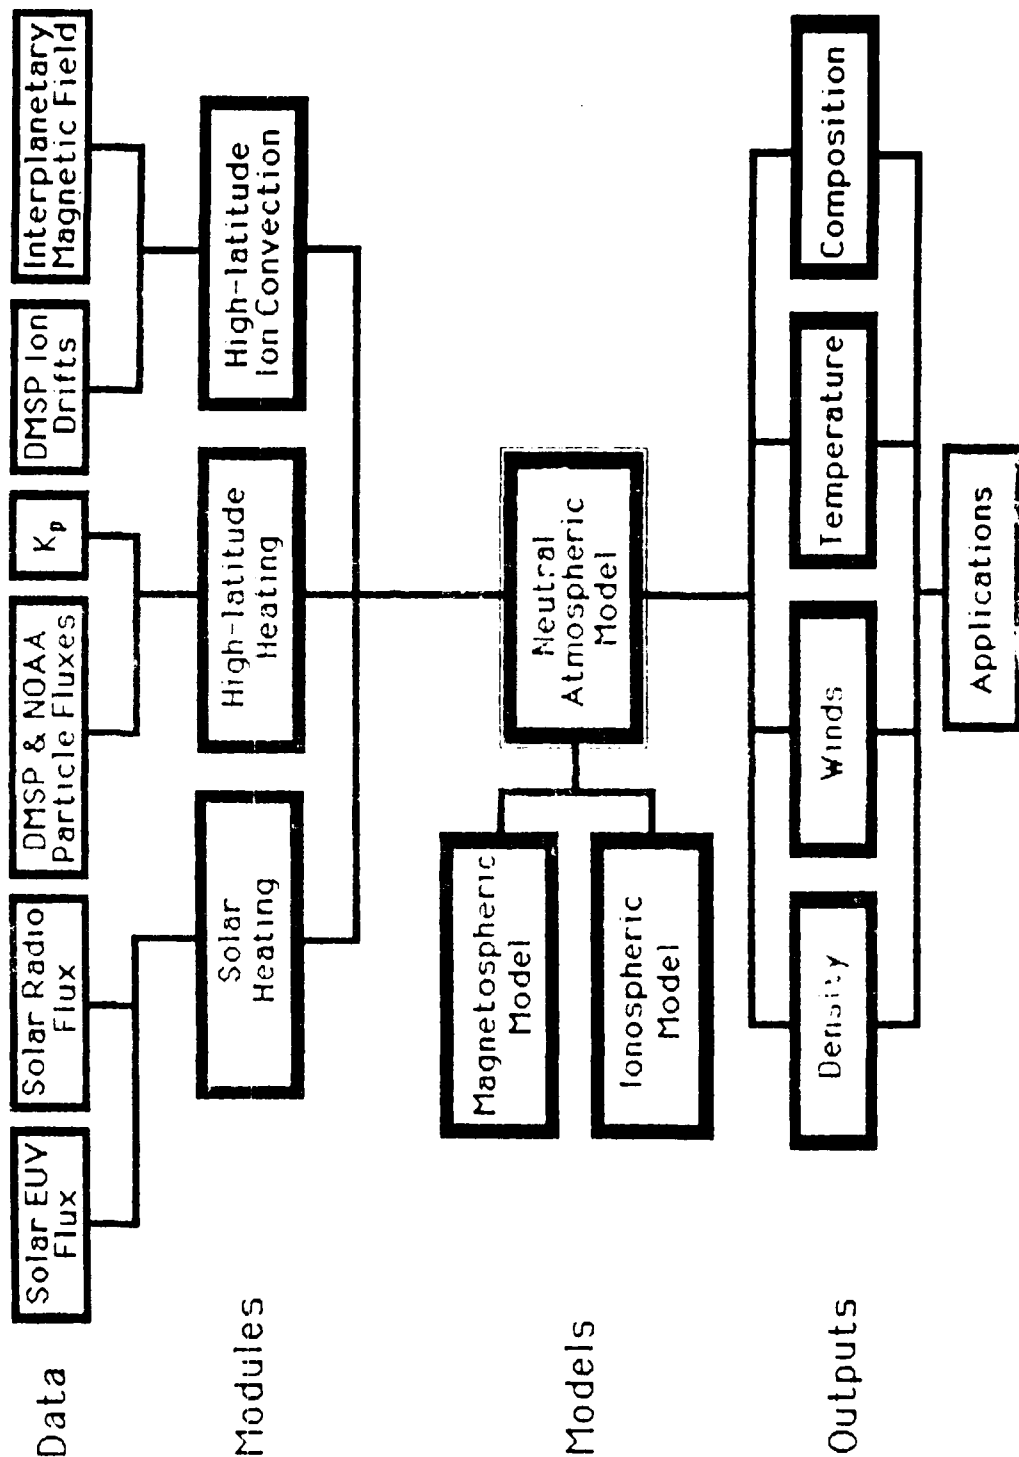 Data
Solar EUV
Flux
Solar Radio
Flux
DMSP & NOAA
Particle Fluxes
Kp
DMSP Ion
Drifts
Interplanetary
Magnetic Field
Modules
Solar
Heating
High-latitude
Heating
High-latitude
Ion Convection
Models
Magnetospheric
Model
Ionospheric
Model
Neutral
Atmospheric
Model
Outputs
Density
Winds
Temperature
Composition
Applications